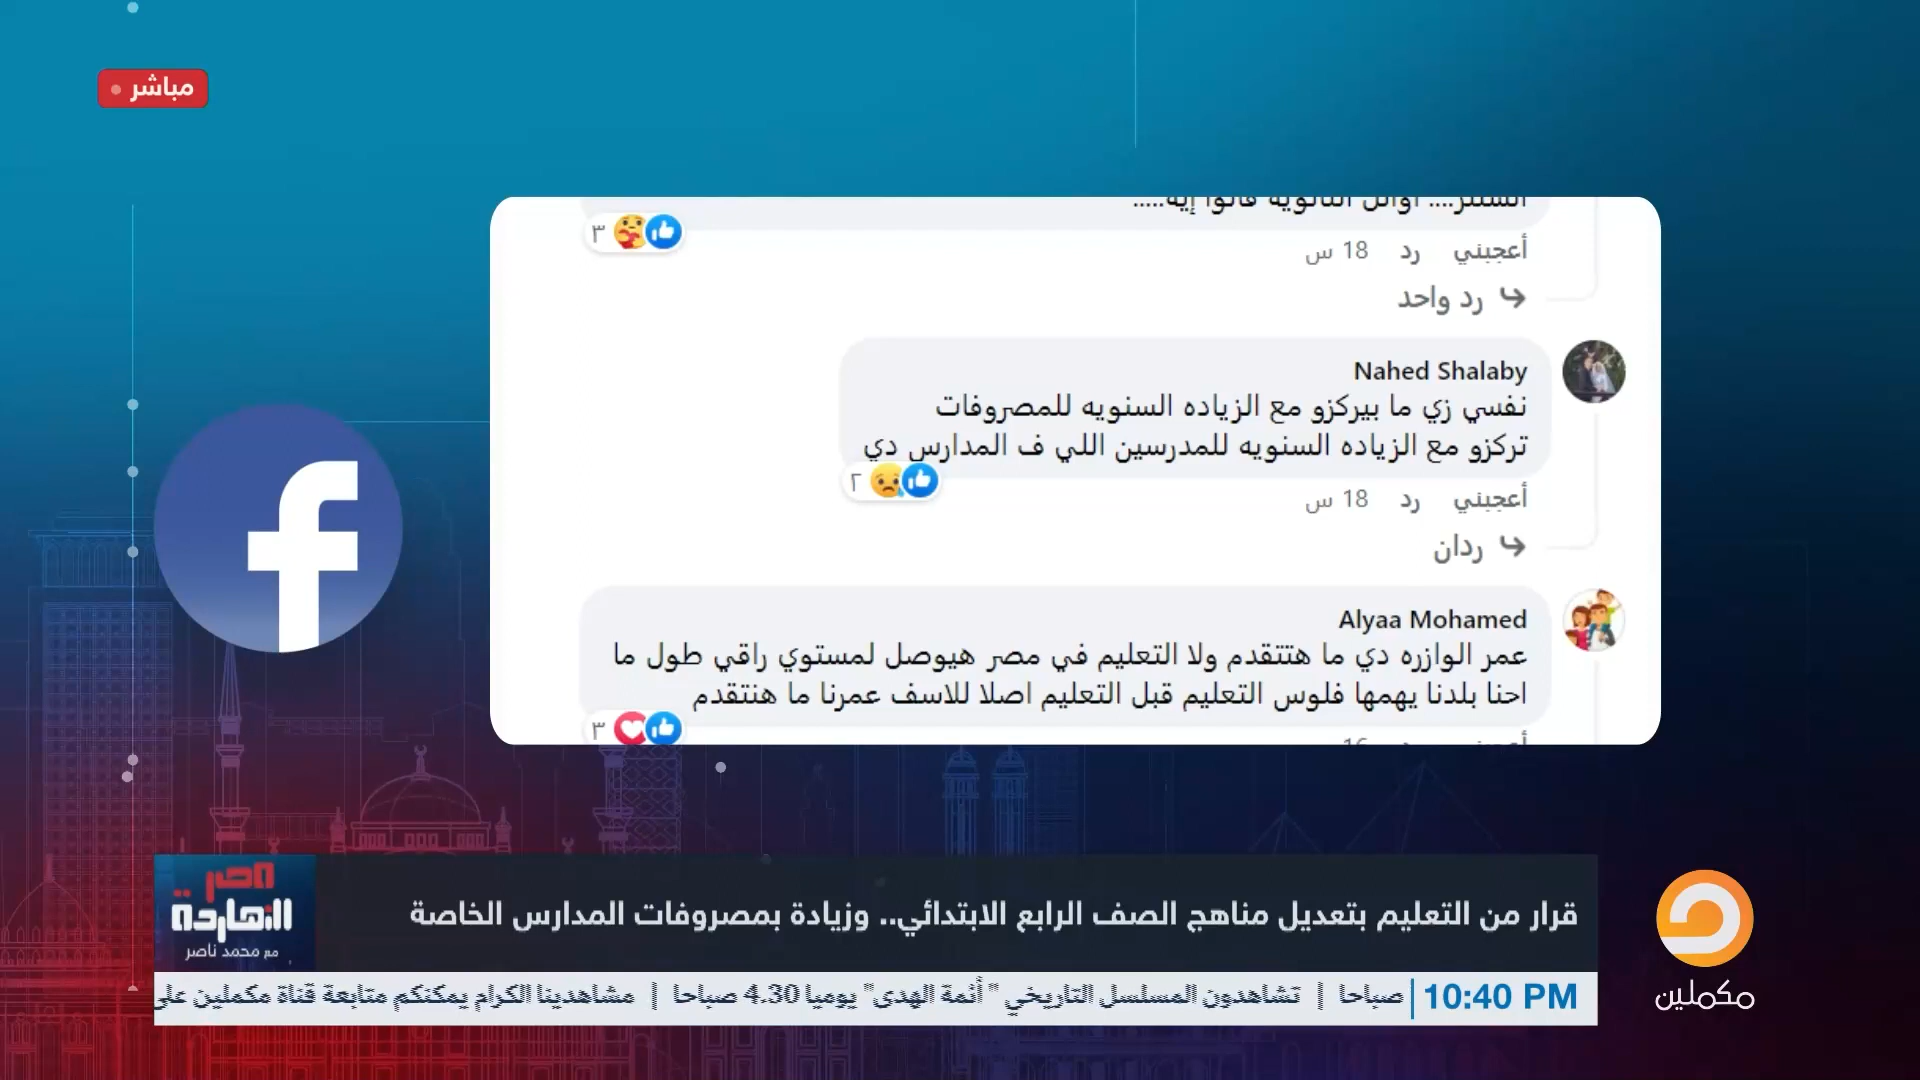 مباشر
السنتر.... أوائل الثانوية قالوا إيه.....
٣
أعجبني رد 18 س
رد واحد
Nahed Shalaby
نفسي زي ما بيركزو مع الزياده السنويه للمصروفات
تركزو مع الزياده السنويه للمدرسين اللي ف المدارس دي
٢
أعجبني رد 18 س
ردان
Alyaa Mohamed
عمر الوازره دي ما هتتقدم ولا التعليم في مصر هيوصل لمستوي راقي طول ما
احنا بلدنا يهمها فلوس التعليم قبل التعليم اصلا للاسف عمرنا ما هنتقدم
٣
مصر
النهاردة
مع محمد ناصر
قرار من التعليم بتعديل مناهج الصف الرابع الابتدائي.. وزيادة بمصروفات المدارس الخاصة
10:40 PM
صباحا | تشاهدون المسلسل التاريخي " أئمة الهدى" يوميا 4.30 صباحا | مشاهدينا الكرام يمكنكم متابعة قناة مكملين على
مكملين